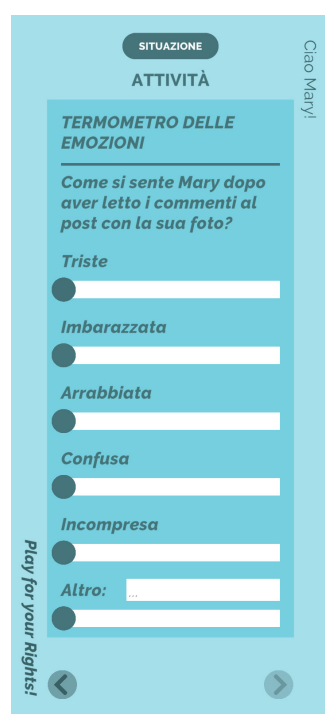 SITUAZIONE
ATTIVITÀ
Ciao Mary!
TERMOMETRO DELLE
EMOZIONI
Come si sente Mary dopo
aver letto i commenti al
post con la sua foto?
Triste
Imbarazzata
Arrabbiata
Confusa
Incompresa
Altro:
...
Play for your Rights!